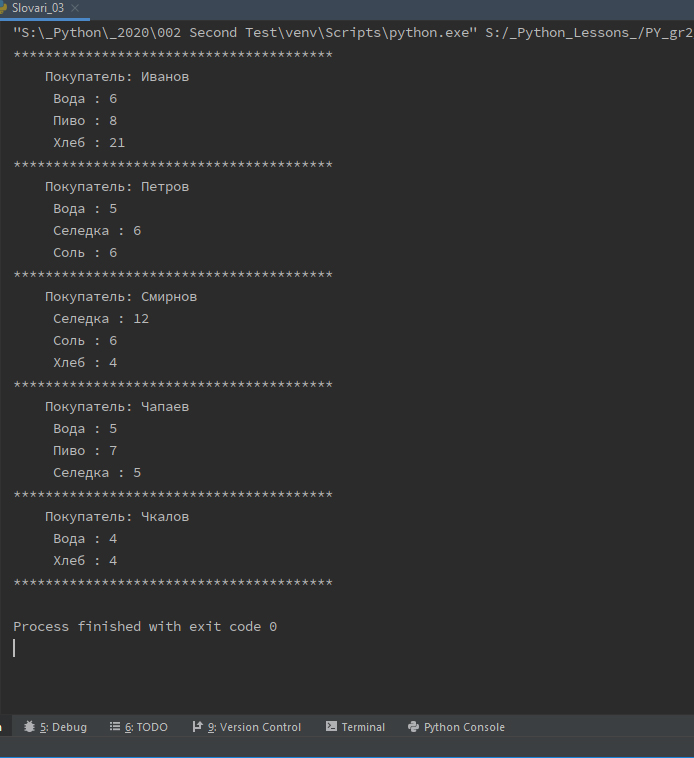 Slovari_03
"S:\_Python\_2020\002 Second Test\venv\Scripts\python.exe" S:/_Python_Lessons_/PY_gr2
****************************************
Покупатель: Иванов
Вода : 6
Пиво : 8
Хлеб : 21
****************************************
Покупатель: Петров
Вода : 5
Селедка : 6
Соль : 6
****************************************
Покупатель: Смирнов
Селедка : 12
Соль : 6
Хлеб : 4
****************************************
Покупатель: Чапаев
Вода : 5
Пиво : 7
Селедка : 5
****************************************
Покупатель: Чкалов
Вода : 4
Хлеб : 4
****************************************
Process finished with exit code 0
5: Debug 6: TODO 9: Version Control Terminal Python Console